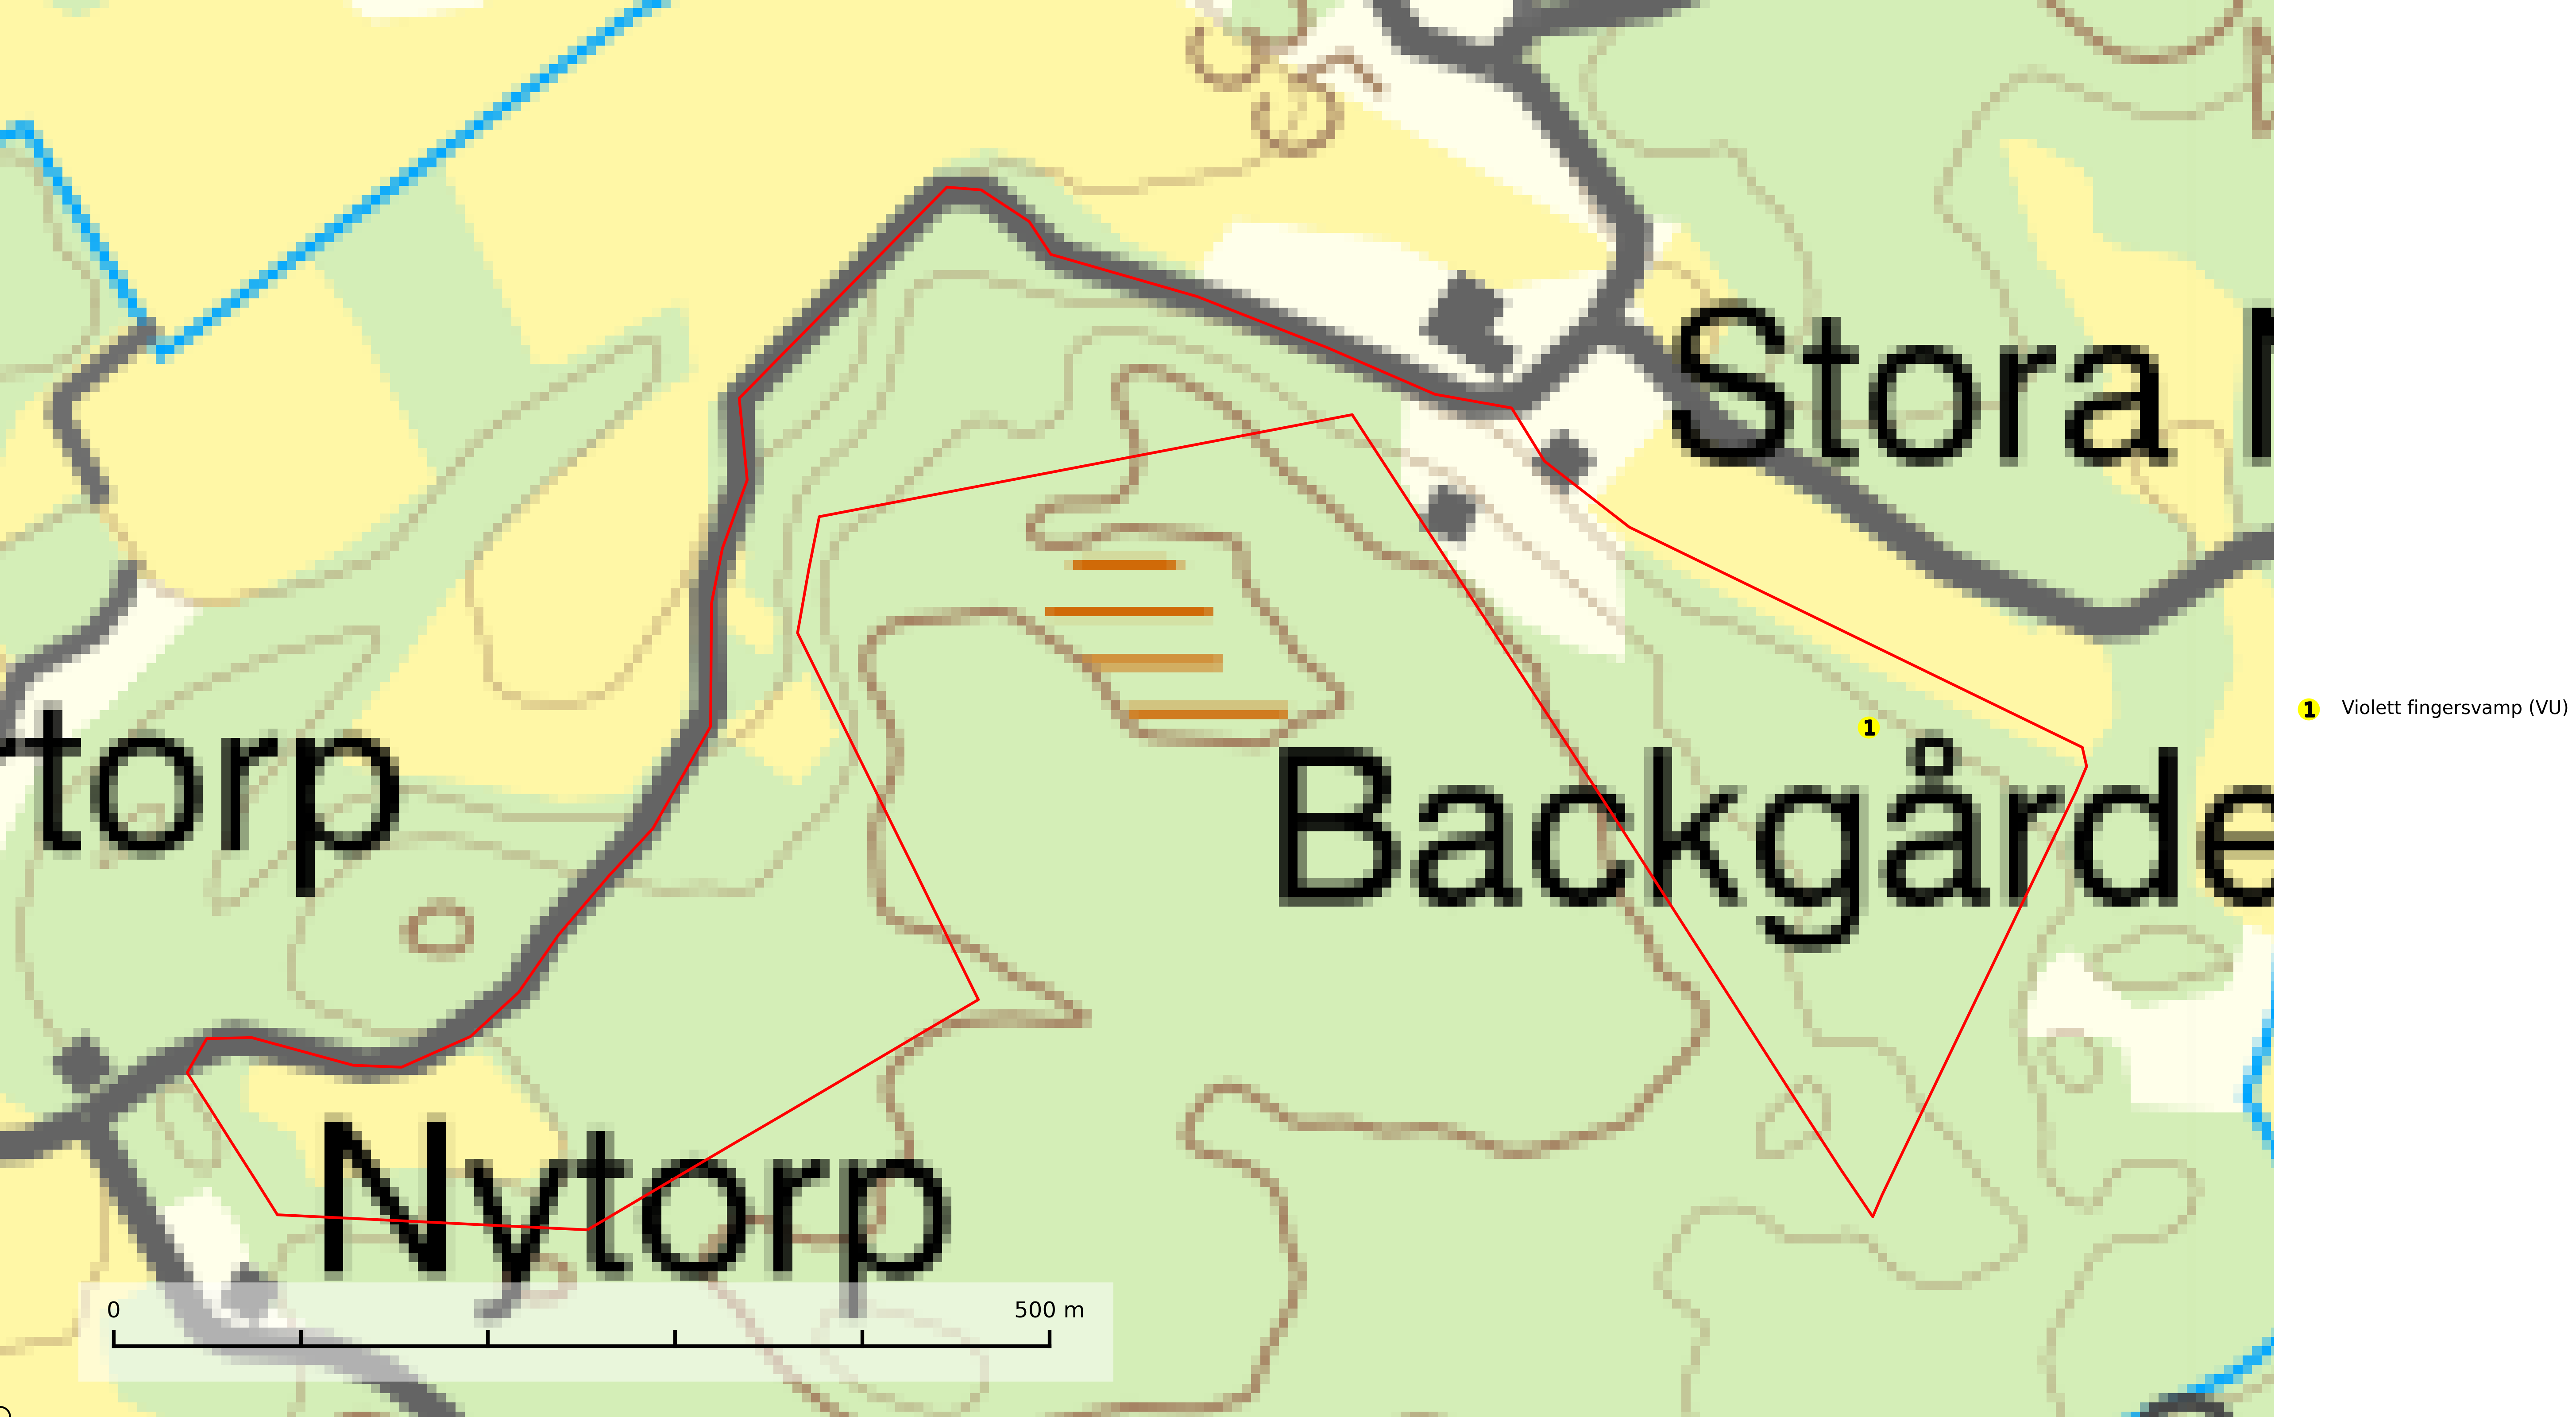 Stora
1 Violett fingersvamp (VU)
1
torp
Backgårde
Nytorp
0 500 m